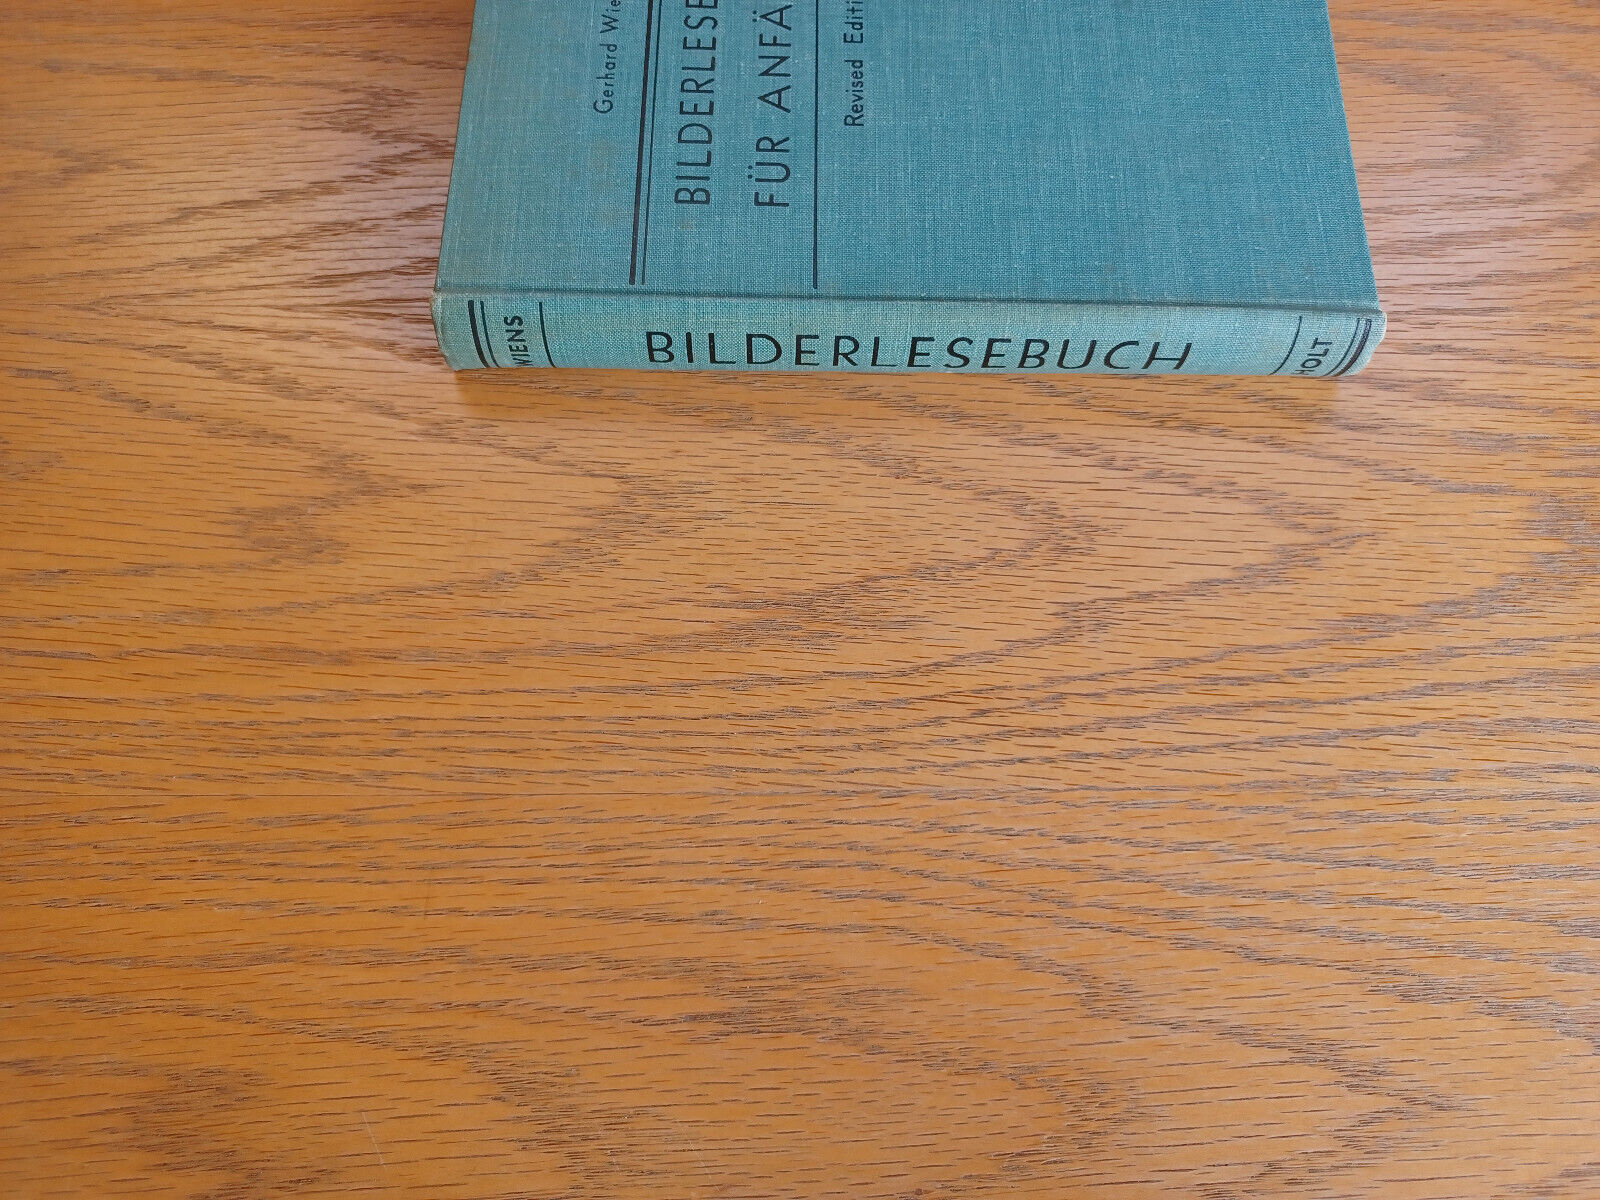 Gerhard Wie
BILDERLESE
FÜR ANFÄ
Revised Editi
WIENS
BILDERLESEBUCH
HOLT